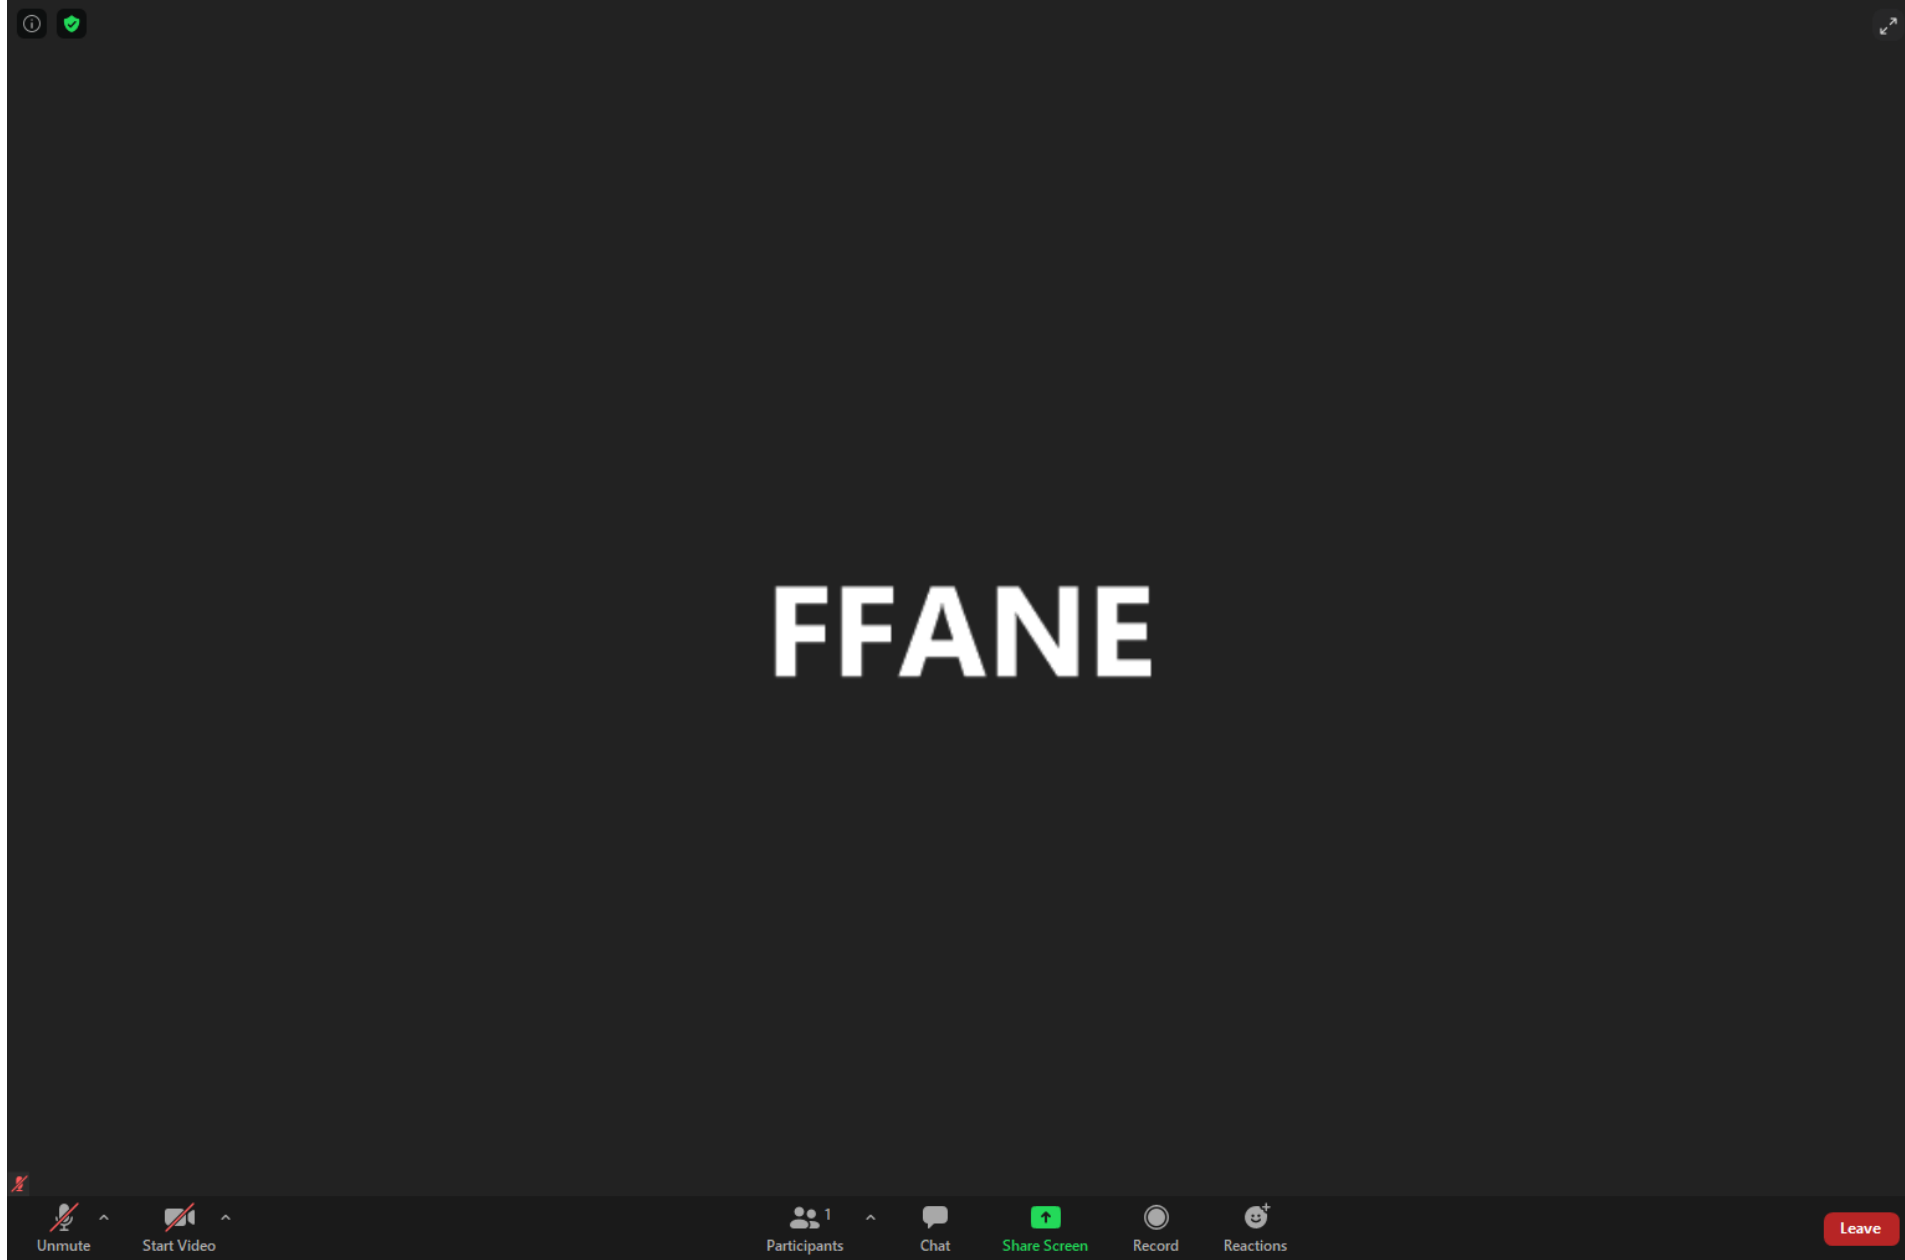 FFANE
1
Unmute
Start Video
Participants
Chat
Share Screen
Record
Reactions
Leave